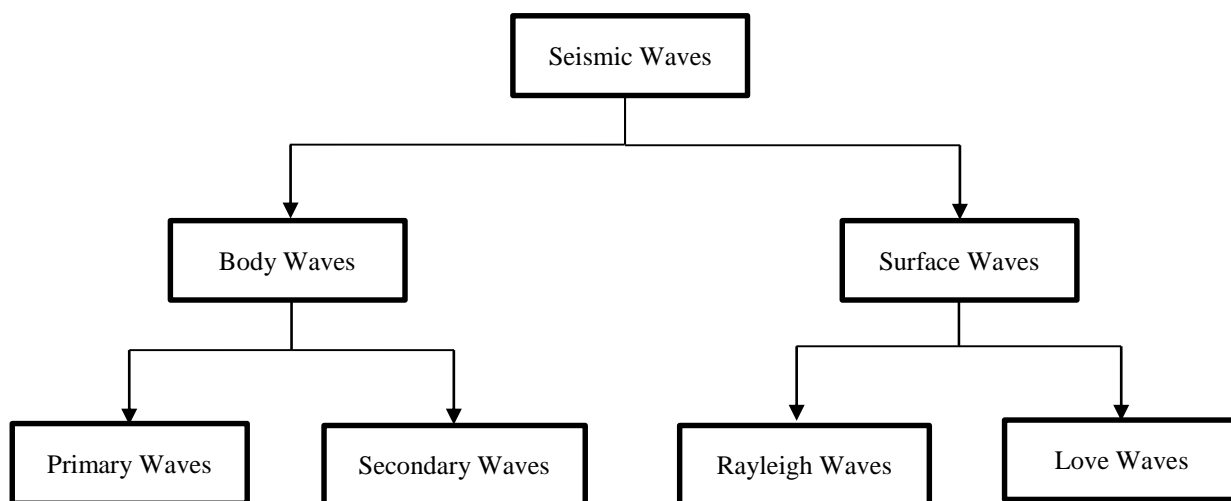 Seismic Waves
Body Waves
Surface Waves
Primary Waves
Secondary Waves
Rayleigh Waves
Love Waves